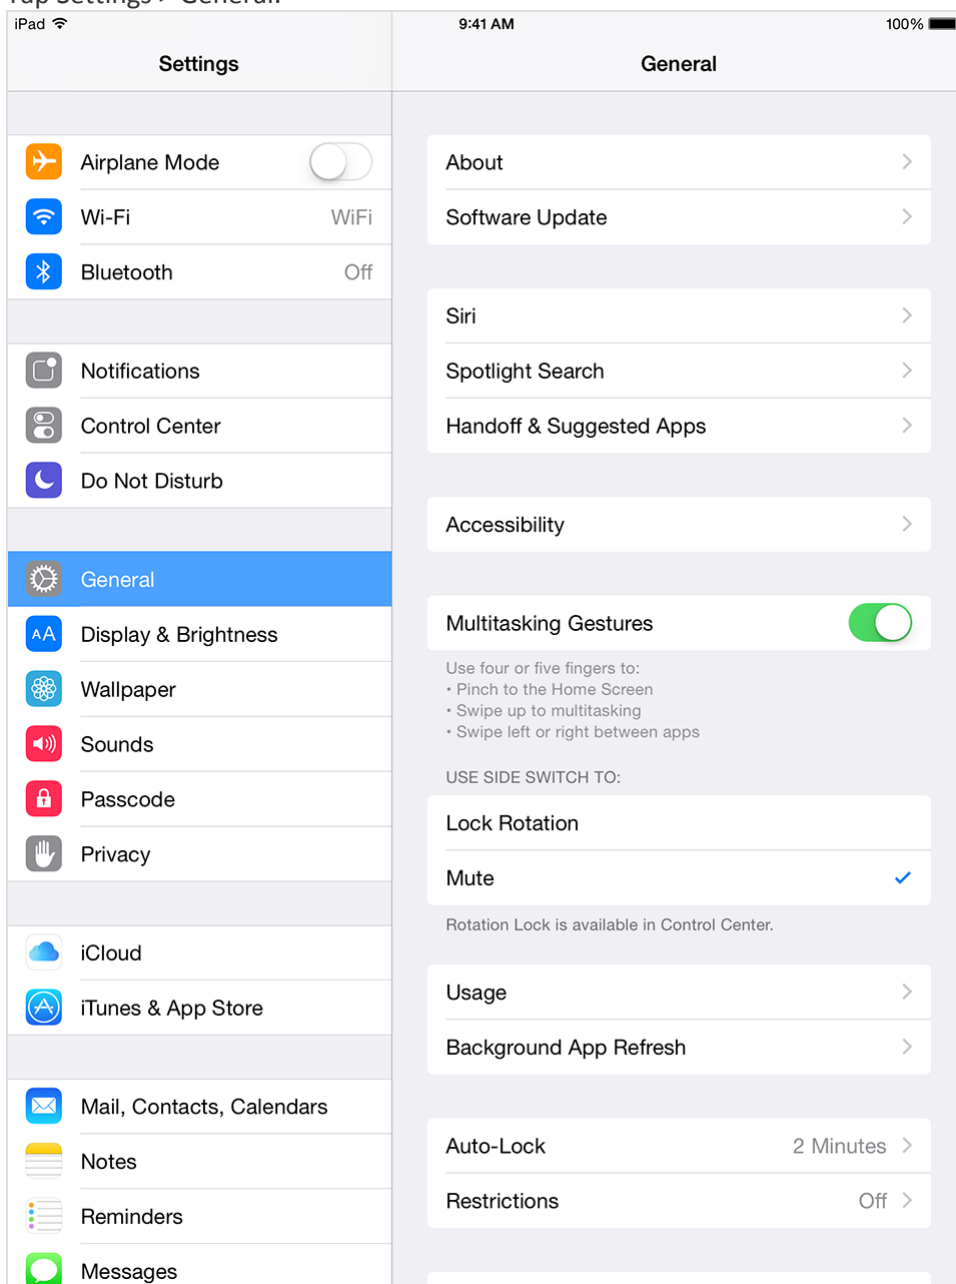 Tap Settings > General.
iPad
9:41 AM
100%
Settings
General
Airplane Mode
Wi-Fi WiFi
Bluetooth Off
Notifications
Control Center
Do Not Disturb
General
AA Display & Brightness
Wallpaper
Sounds
Passcode
Privacy
iCloud
iTunes & App Store
Mail, Contacts, Calendars
Notes
Reminders
Messages
About
Software Update
Siri
Spotlight Search
Handoff & Suggested Apps
Accessibility
Multitasking Gestures
Use four or five fingers to:
• Pinch to the Home Screen
• Swipe up to multitasking
• Swipe left or right between apps
USE SIDE SWITCH TO:
Lock Rotation
Mute
Rotation Lock is available in Control Center.
Usage
Background App Refresh
Auto-Lock 2 Minutes
Restrictions Off